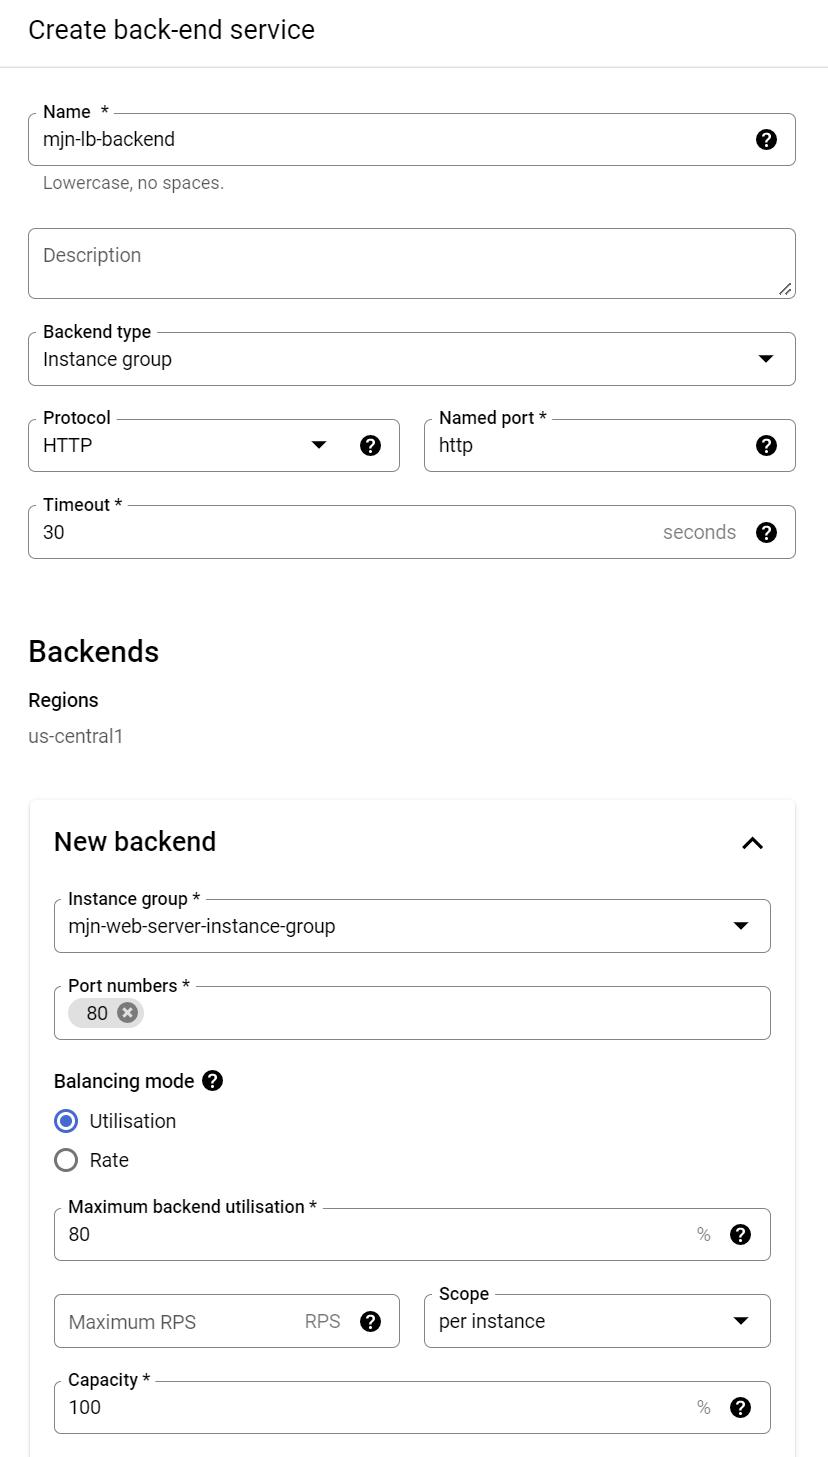 Create back-end service
Name *
mjn-lb-backend
Lowercase, no spaces.
Description
Backend type
Instance group
Protocol
HTTP
Named port *
http
Timeout *
30 seconds
Backends
Regions
us-central1
New backend
Instance group *
mjn-web-server-instance-group
Port numbers *
80
Balancing mode
Utilisation
Rate
Maximum backend utilisation *
80 %
Maximum RPS RPS
Scope
per instance
Capacity *
100 %